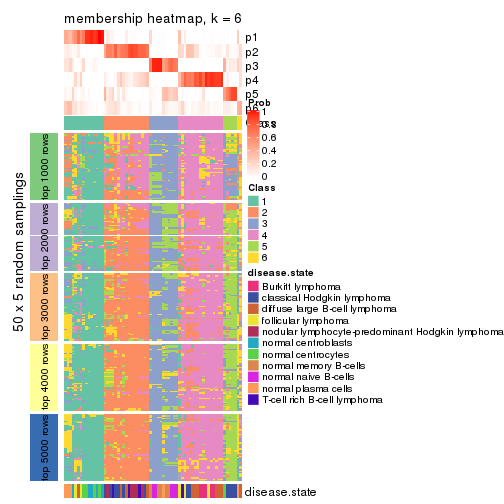 membership heatmap, k = 6
p1
p2
p3
p4
p5
Prob
1
0.8
0.6
0.4
0.2
0
Class
1
2
3
4
5
6
disease.state
Burkitt lymphoma
classical Hodgkin lymphoma
diffuse large B-cell lymphoma
follicular lymphoma
nodular lymphocyte-predominant Hodgkin lymphoma
normal centroblasts
normal centrocytes
normal memory B-cells
normal naive B-cells
normal plasma cells
T-cell rich B-cell lymphoma
50 x 5 random samplings
top 1000 rows
top 2000 rows
top 3000 rows
top 4000 rows
top 5000 rows
disease.state